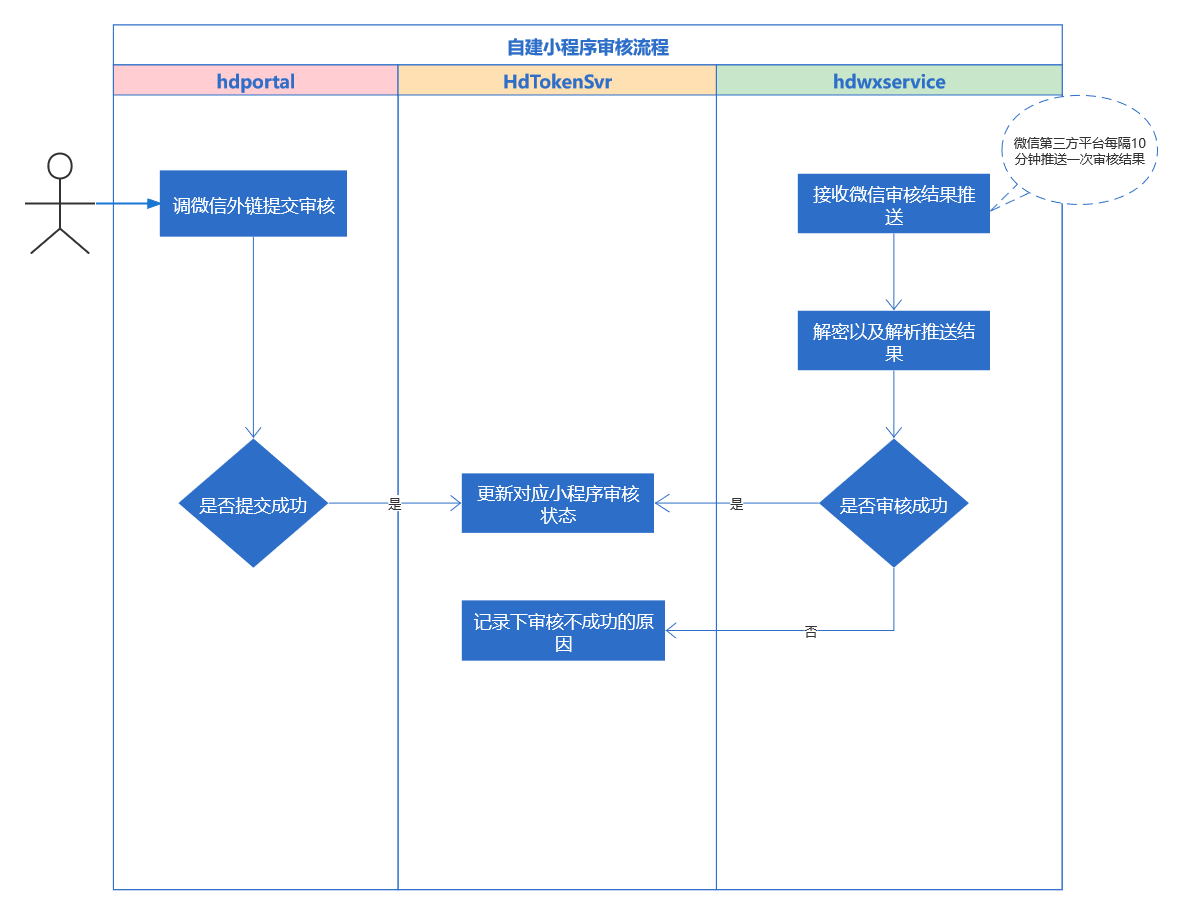 自建小程序审核流程
hdportal
HdTokenSvr
hdwxservice
微信第三方平台每隔10
分钟推送一次审核结果
调微信外链提交审核
接收微信审核结果推
送
解密以及解析推送结
果
是否提交成功
是
更新对应小程序审核
状态
是
是否审核成功
记录下审核不成功的原
因
否